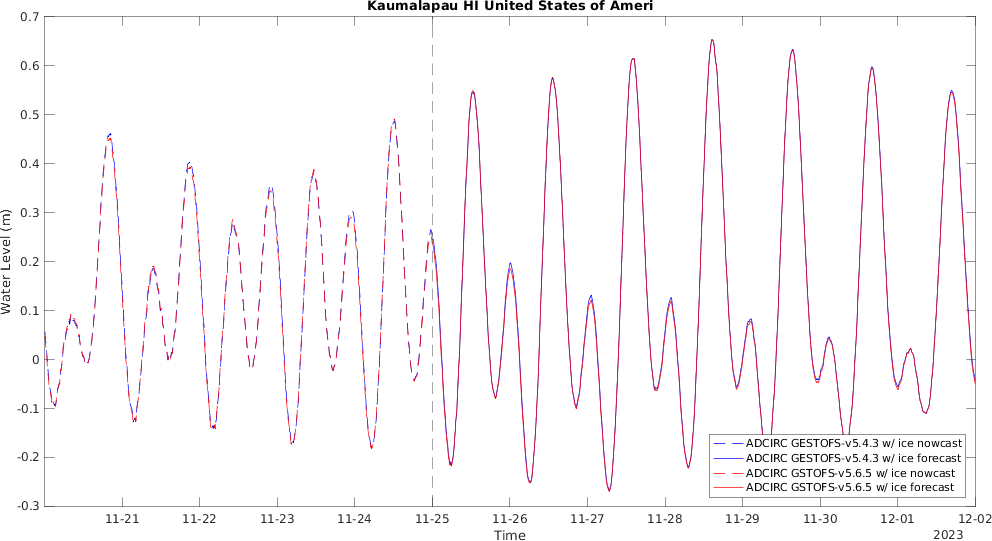 Kaumalapau HI United States of Ameri
0.7
0.6
0.5
0.4
0.3
0.2
0.1
0
-0.1
-0.2
-0.3
Water Level (m)
ADCIRC GESTOFS-v5.4.3 w/ ice nowcast
ADCIRC GESTOFS-v5.4.3 w/ ice forecast
ADCIRC GSTOFS-v5.6.5 w/ ice nowcast
ADCIRC GSTOFS-v5.6.5 w/ ice forecast
11-21 11-22 11-23 11-24 11-25 11-26 11-27 11-28 11-29 11-30 12-01 12-02
Time
2023